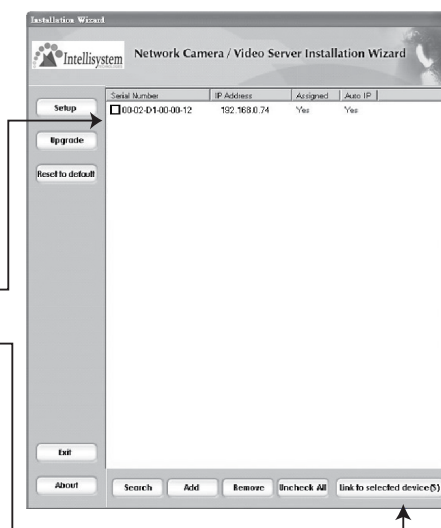 Installation Wizard
Intellisystem
Network Camera / Video Server Installation Wizard
Serial Number IP Address Assigned Auto IP
00-02-D1-00-00-12 192.168.0.74 Yes Yes
Setup
Upgrade
Reset to default
Exit
About
Search Add Remove Uncheck All Link to selected device(S)